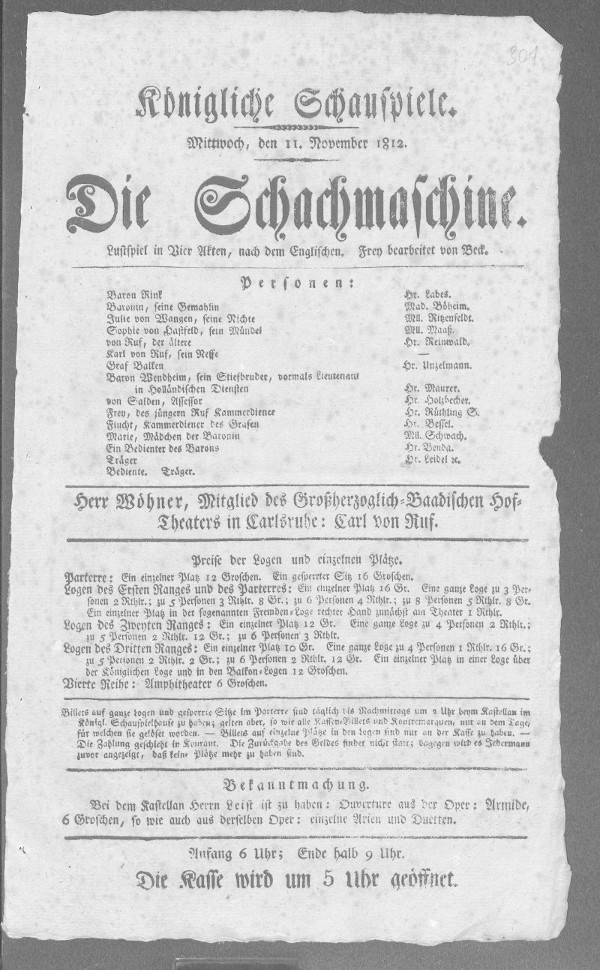 301.
Königliche Schauspiele.
Mittwoch, den 11. November 1812.
Die Schachmaschine.
Lustspiel in Vier Akten, nach dem Englischen. Frey bearbeitet von Beck.
Personen:
Baron Rink Hr. Labes.
Baronin, seine Gemahlin Mad. Böheim.
Julie von Wangen, seine Nichte Mll. Ritzenfeldt.
Sophie von Hastfeld, sein Mündel Mll. Maaß.
von Ruf, der ältere Hr. Reinwald.
Karl von Ruf, sein Neffe —
Graf Balken Hr. Unzelmann.
Baron Wendheim, sein Stiefbruder, vormals Lieutenant
in Holländischen Diensten Hr. Maurer.
von Salden, Assessor Hr. Holzbecher.
Frey, des jüngern Ruf Kammerdiener Hr. Rüthling S.
Flucht, Kammerdiener des Grafen Hr. Bessel.
Marie, Mädchen der Baronin Mll. Schwach.
Ein Bedienter des Barons Hr. Benda.
Träger Hr. Leidel ꝛc.
Bediente. Träger.
Herr Wöhner, Mitglied des Großherzoglich-Baadischen Hof-
Theaters in Carlsruhe: Carl von Ruf.
Preise der Logen und einzelnen Plätze.
Parterre: Ein einzelner Platz 12 Groschen. Ein gesperrter Sitz 16 Groschen.
Logen des Ersten Ranges und des Parterres: Ein einzelner Platz 16 Gr. Eine ganze Loge zu 3 Per-
sonen 2 Rthlr.; zu 5 Personen 3 Rthlr. 8 Gr.; zu 6 Personen 4 Rthlr.; zu 8 Personen 5 Rthlr. 8 Gr.
Ein einzelner Platz in der sogenannten Fremden-Loge rechter Hand zunächst am Theater 1 Rthlr.
Logen des Zweyten Ranges: Ein einzelner Platz 12 Gr. Eine ganze Loge zu 4 Personen 2 Rthlr.;
zu 5 Personen 2 Rthlr. 12 Gr.; zu 6 Personen 3 Rthlr.
Logen des Dritten Ranges: Ein einzelner Platz 10 Gr. Eine ganze Loge zu 4 Personen 1 Rthlr. 16 Gr.;
zu 5 Personen 2 Rthlr. 2 Gr.; zu 6 Personen 2 Rthlr. 12 Gr. Ein einzelner Platz in einer Loge über
der Königlichen Loge und in den Balkon-Logen 12 Groschen.
Vierte Reihe: Amphitheater 6 Groschen.
Billets auf ganze Logen und gesperrte Sitze im Parterre sind täglich des Nachmittags um 2 Uhr beym Kastellan im
Königl. Schauspielhause zu haben; gelten aber, so wie alle Kassen-Billets und Kontremarquen, nur an dem Tage,
für welchen sie gelöset worden. — Billets auf einzelne Plätze in den Logen sind nur an der Kasse zu haben. —
Die Zahlung geschieht in Kourant. Die Zurückgabe des Geldes findet nicht statt; dagegen wird es Jedermann
zuvor angezeigt, daß keine Plätze mehr zu haben sind.
Bekanntmachung.
Bei dem Kastellan Herrn Leist ist zu haben: Ouverture aus der Oper: Armide,
6 Groschen, so wie auch aus derselben Oper: einzelne Arien und Duetten.
Anfang 6 Uhr; Ende halb 9 Uhr.
Die Kasse wird um 5 Uhr geöffnet.